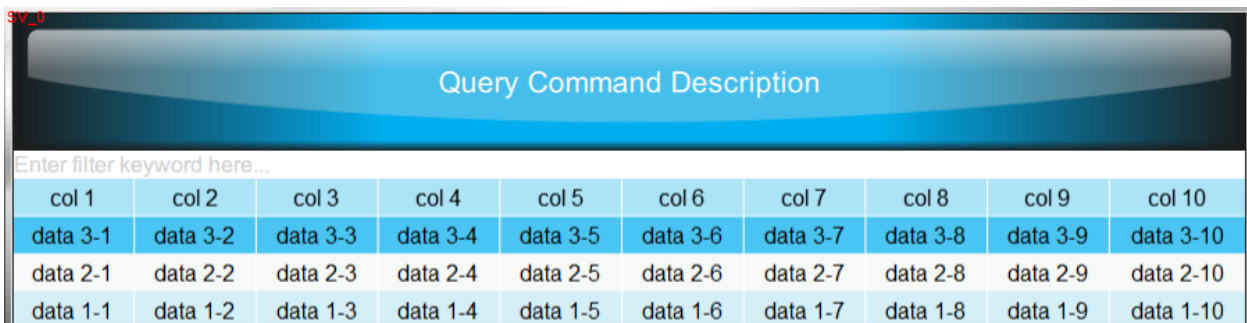 SV_0
Query Command Description
Enter filter keyword here...
col 1 col 2 col 3 col 4 col 5 col 6 col 7 col 8 col 9 col 10
data 3-1 data 3-2 data 3-3 data 3-4 data 3-5 data 3-6 data 3-7 data 3-8 data 3-9 data 3-10
data 2-1 data 2-2 data 2-3 data 2-4 data 2-5 data 2-6 data 2-7 data 2-8 data 2-9 data 2-10
data 1-1 data 1-2 data 1-3 data 1-4 data 1-5 data 1-6 data 1-7 data 1-8 data 1-9 data 1-10